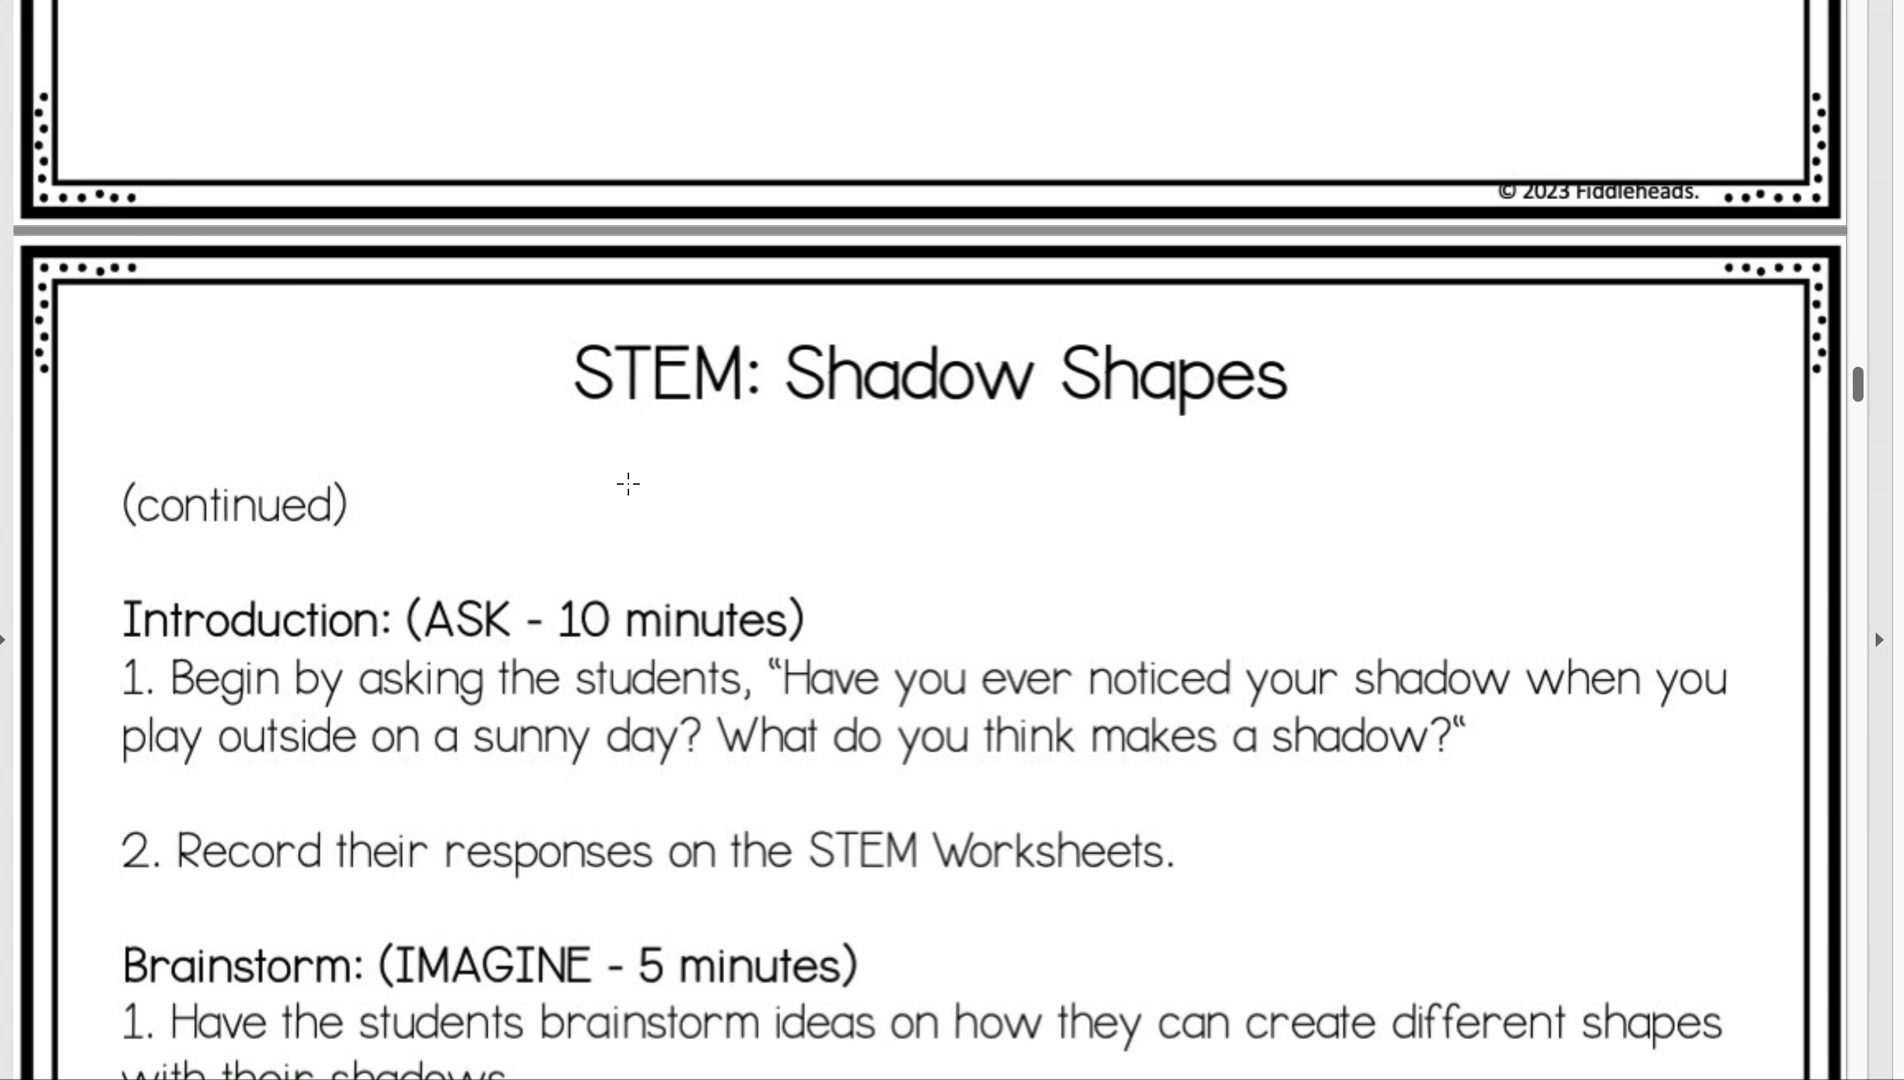 © 2023 Fiddleheads.
STEM: Shadow Shapes
(continued)
Introduction: (ASK - 10 minutes)
1. Begin by asking the students, “Have you ever noticed your shadow when you
play outside on a sunny day? What do you think makes a shadow?“
2. Record their responses on the STEM Worksheets.
Brainstorm: (IMAGINE - 5 minutes)
1. Have the students brainstorm ideas on how they can create different shapes
with their shadows